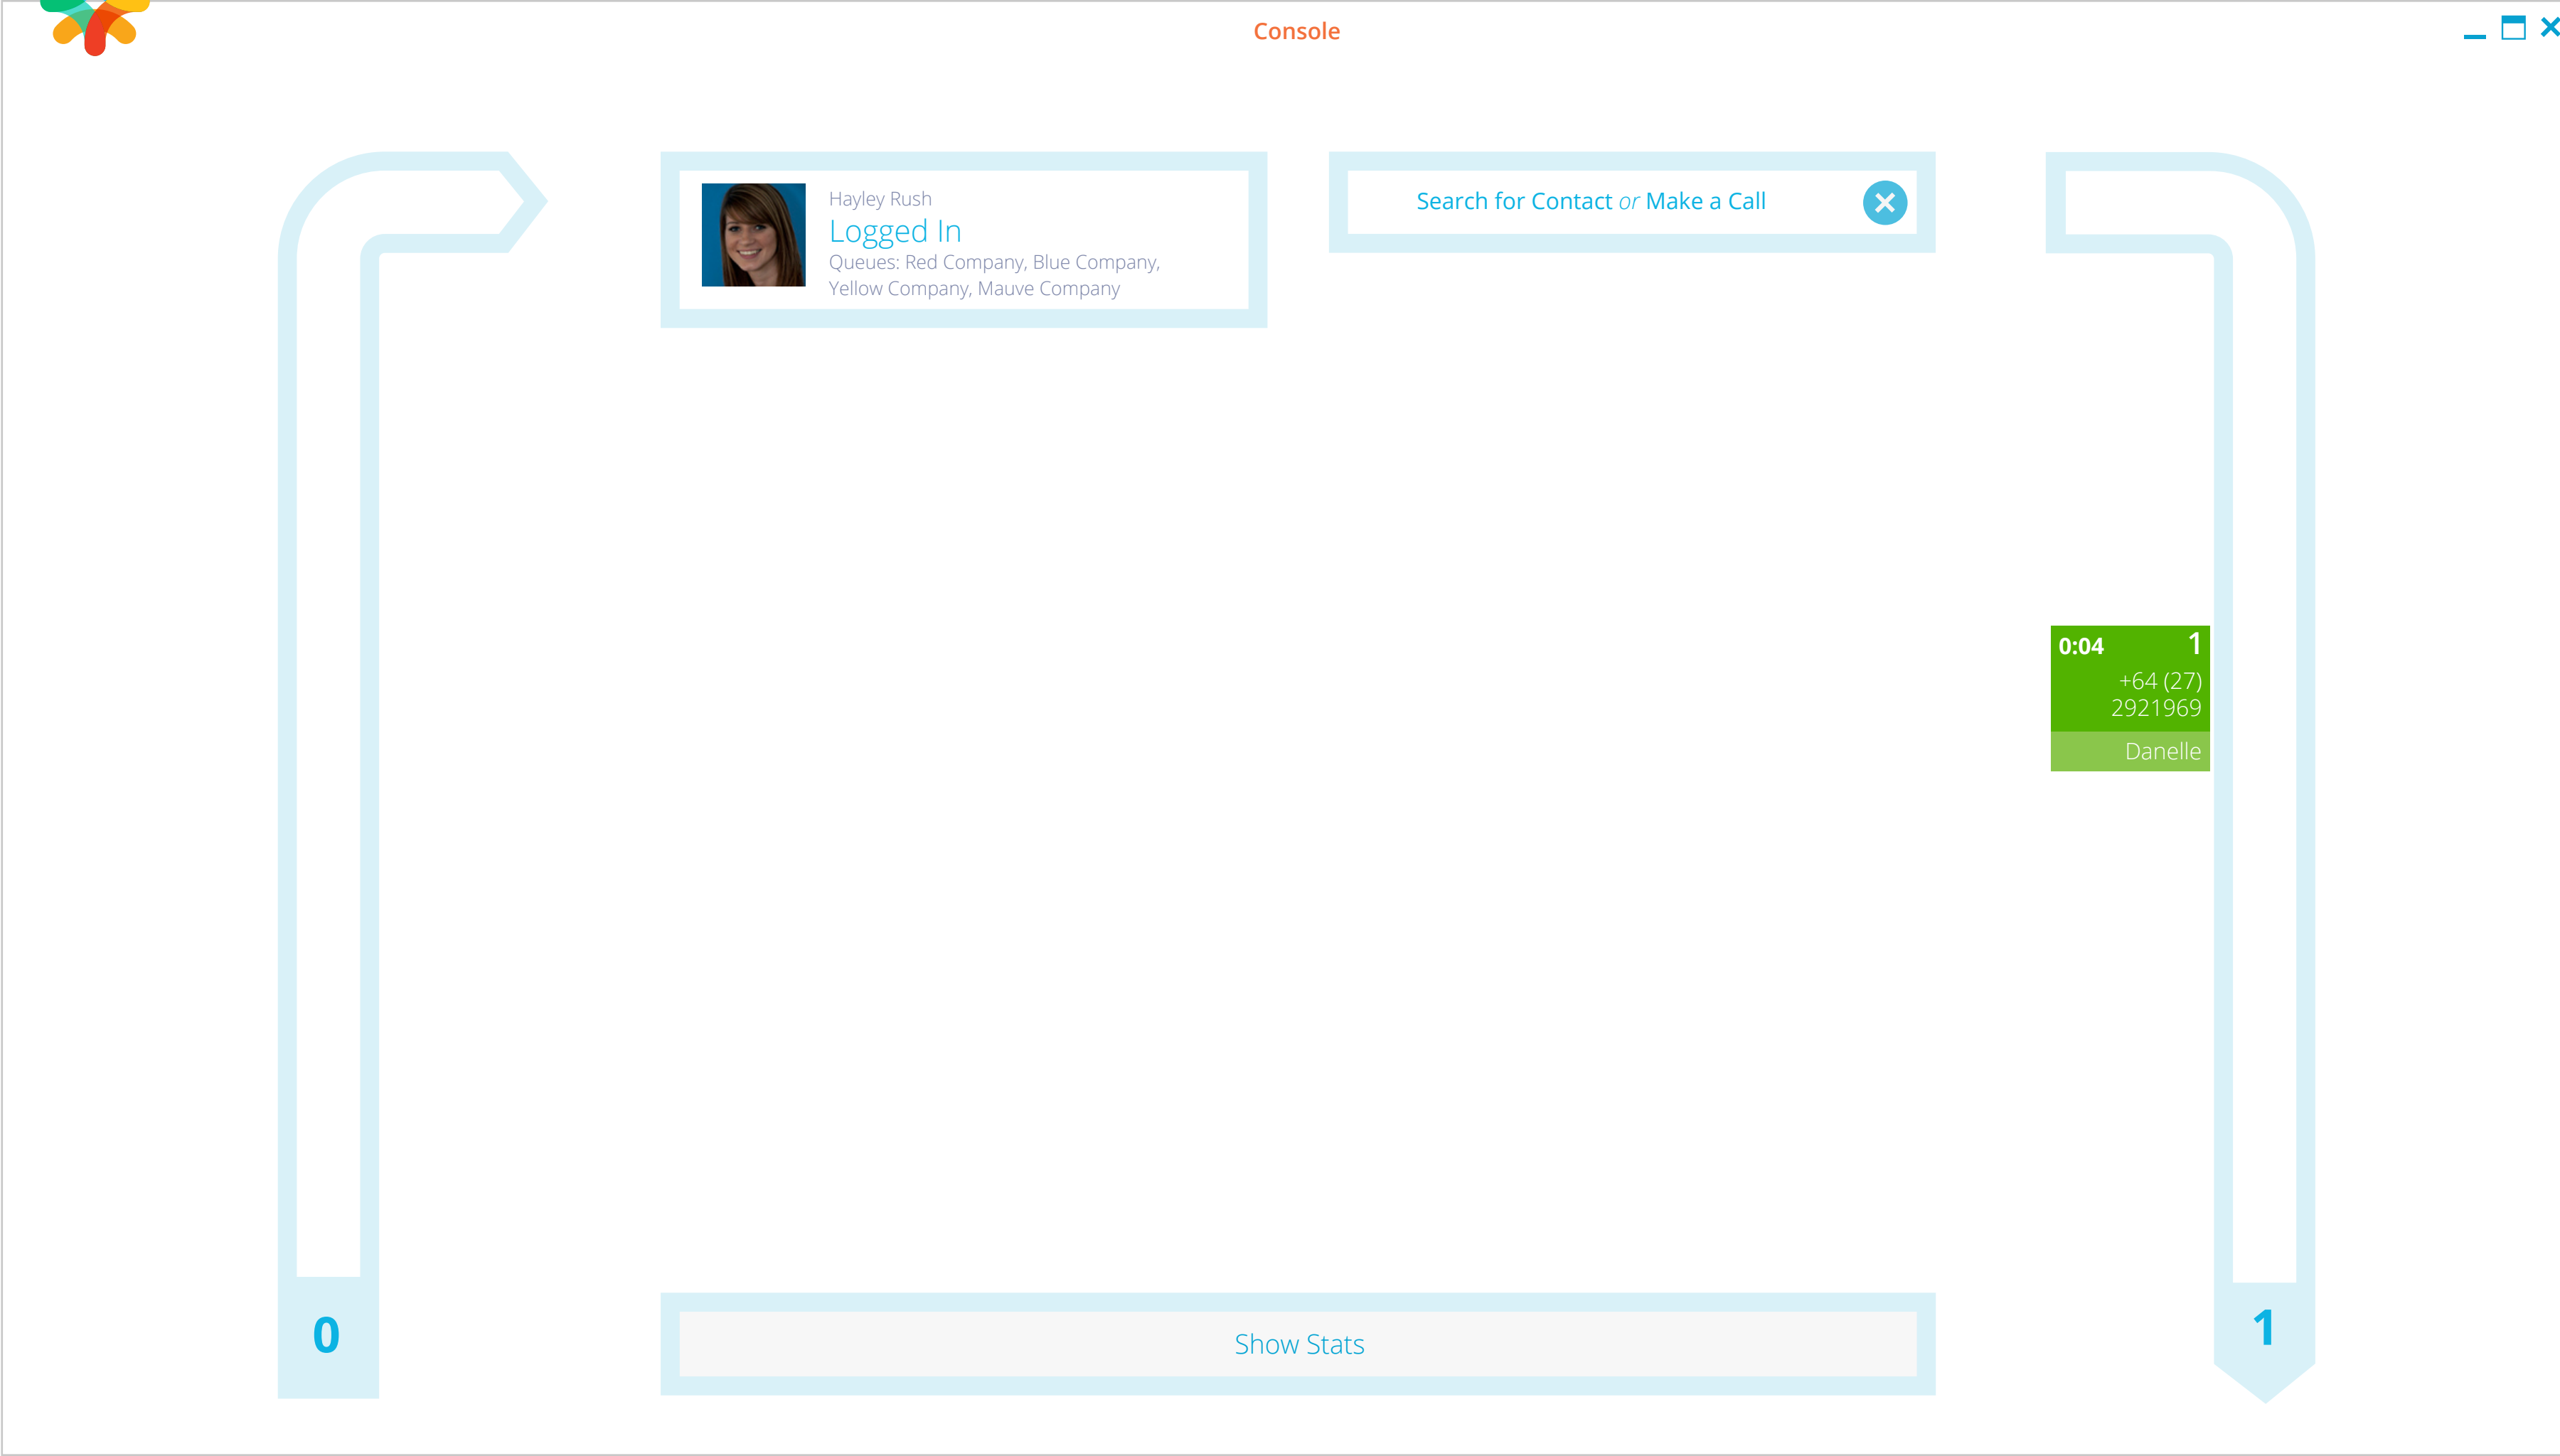 Console
Hayley Rush
Logged In
Queues: Red Company, Blue Company,
Yellow Company, Mauve Company
Search for Contact or Make a Call
0:04 1
+64 (27)
2921969
Danelle
0
Show Stats
1